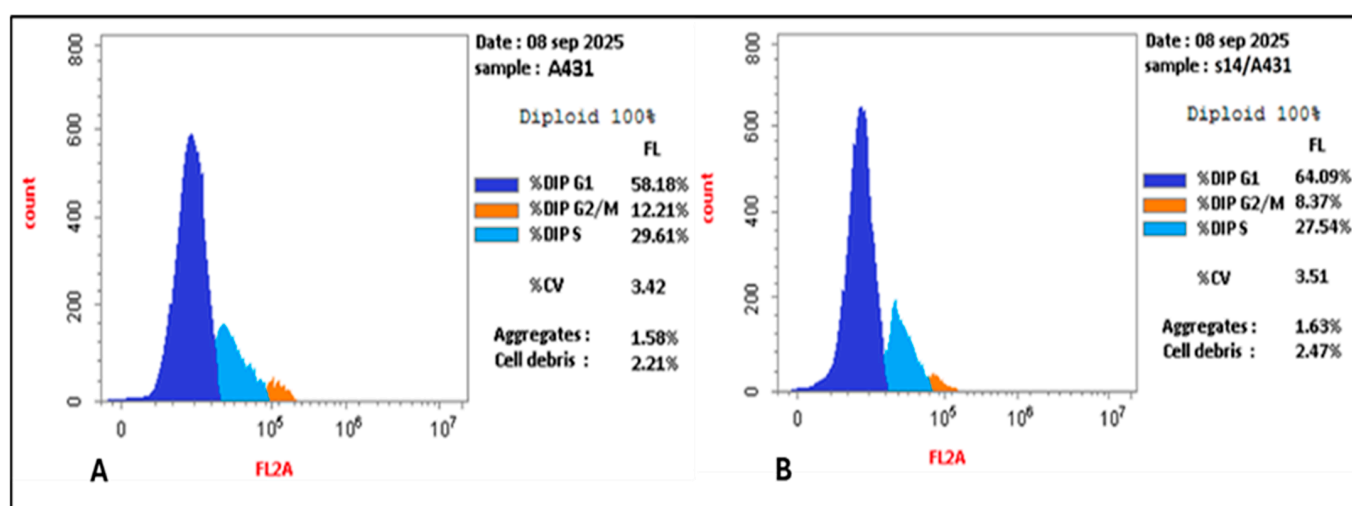 Date : 08 sep 2025
sample : A431
Diploid 100%
FL
%DIP G1 58.18%
%DIP G2/M 12.21%
%DIP S 29.61%
%CV 3.42
Aggregates : 1.58%
Cell debris : 2.21%
800
600
400
200
0
count
0 10⁵ 10⁶ 10⁷
FL2A
A
Date : 08 sep 2025
sample : s14/A431
Diploid 100%
FL
%DIP G1 64.09%
%DIP G2/M 8.37%
%DIP S 27.54%
%CV 3.51
Aggregates : 1.63%
Cell debris : 2.47%
800
600
400
200
0
count
0 10⁵ 10⁶ 10⁷
FL2A
B